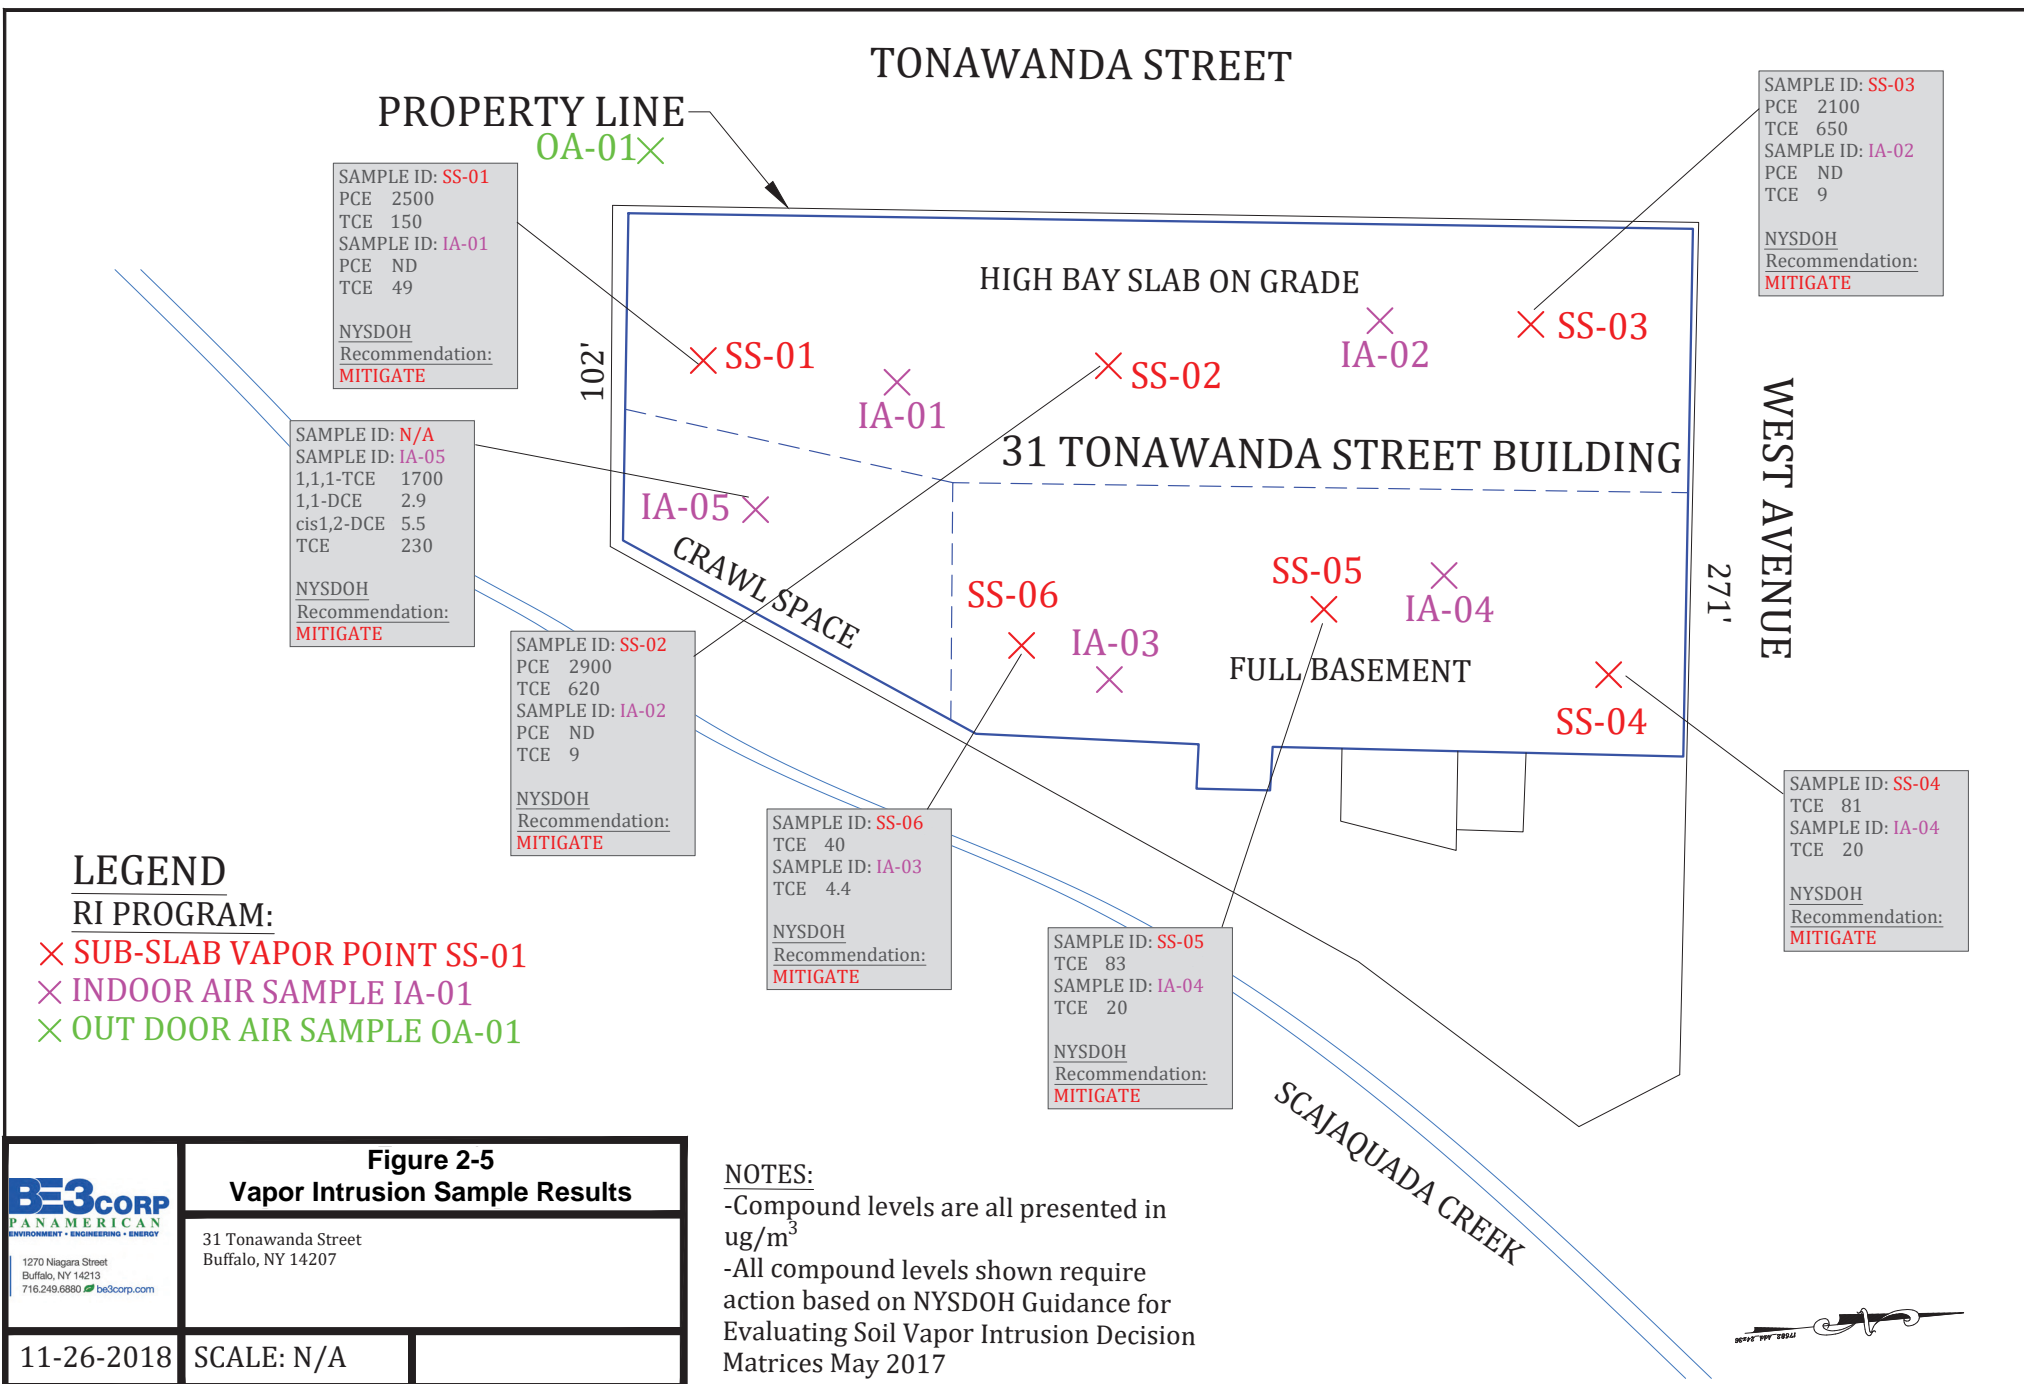 TONAWANDA STREET
PROPERTY LINE
OA-01
SAMPLE ID: SS-01
PCE 2500
TCE 150
SAMPLE ID: IA-01
PCE ND
TCE 49
NYSDOH
Recommendation:
MITIGATE
SAMPLE ID: SS-03
PCE 2100
TCE 650
SAMPLE ID: IA-02
PCE ND
TCE 9
NYSDOH
Recommendation:
MITIGATE
HIGH BAY SLAB ON GRADE
SS-01
IA-01
SS-02
IA-02
SS-03
102'
31 TONAWANDA STREET BUILDING
WEST AVENUE
271'
SAMPLE ID: N/A
SAMPLE ID: IA-05
1,1,1-TCE 1700
1,1-DCE 2.9
cis1,2-DCE 5.5
TCE 230
NYSDOH
Recommendation:
MITIGATE
IA-05
CRAWL SPACE
SS-06
IA-03
SS-05
IA-04
FULL BASEMENT
SS-04
SAMPLE ID: SS-02
PCE 2900
TCE 620
SAMPLE ID: IA-02
PCE ND
TCE 9
NYSDOH
Recommendation:
MITIGATE
SAMPLE ID: SS-06
TCE 40
SAMPLE ID: IA-03
TCE 4.4
NYSDOH
Recommendation:
MITIGATE
SAMPLE ID: SS-05
TCE 83
SAMPLE ID: IA-04
TCE 20
NYSDOH
Recommendation:
MITIGATE
SAMPLE ID: SS-04
TCE 81
SAMPLE ID: IA-04
TCE 20
NYSDOH
Recommendation:
MITIGATE
LEGEND
RI PROGRAM:
SUB-SLAB VAPOR POINT SS-01
INDOOR AIR SAMPLE IA-01
OUT DOOR AIR SAMPLE OA-01
SCAJAQUADA CREEK
BE3CORP
PANAMERICAN
ENVIRONMENT • ENGINEERING • ENERGY
1270 Niagara Street
Buffalo, NY 14213
716.249.6880 be3corp.com
Figure 2-5
Vapor Intrusion Sample Results
31 Tonawanda Street
Buffalo, NY 14207
11-26-2018
SCALE: N/A
NOTES:
-Compound levels are all presented in
ug/m³
-All compound levels shown require
action based on NYSDOH Guidance for
Evaluating Soil Vapor Intrusion Decision
Matrices May 2017